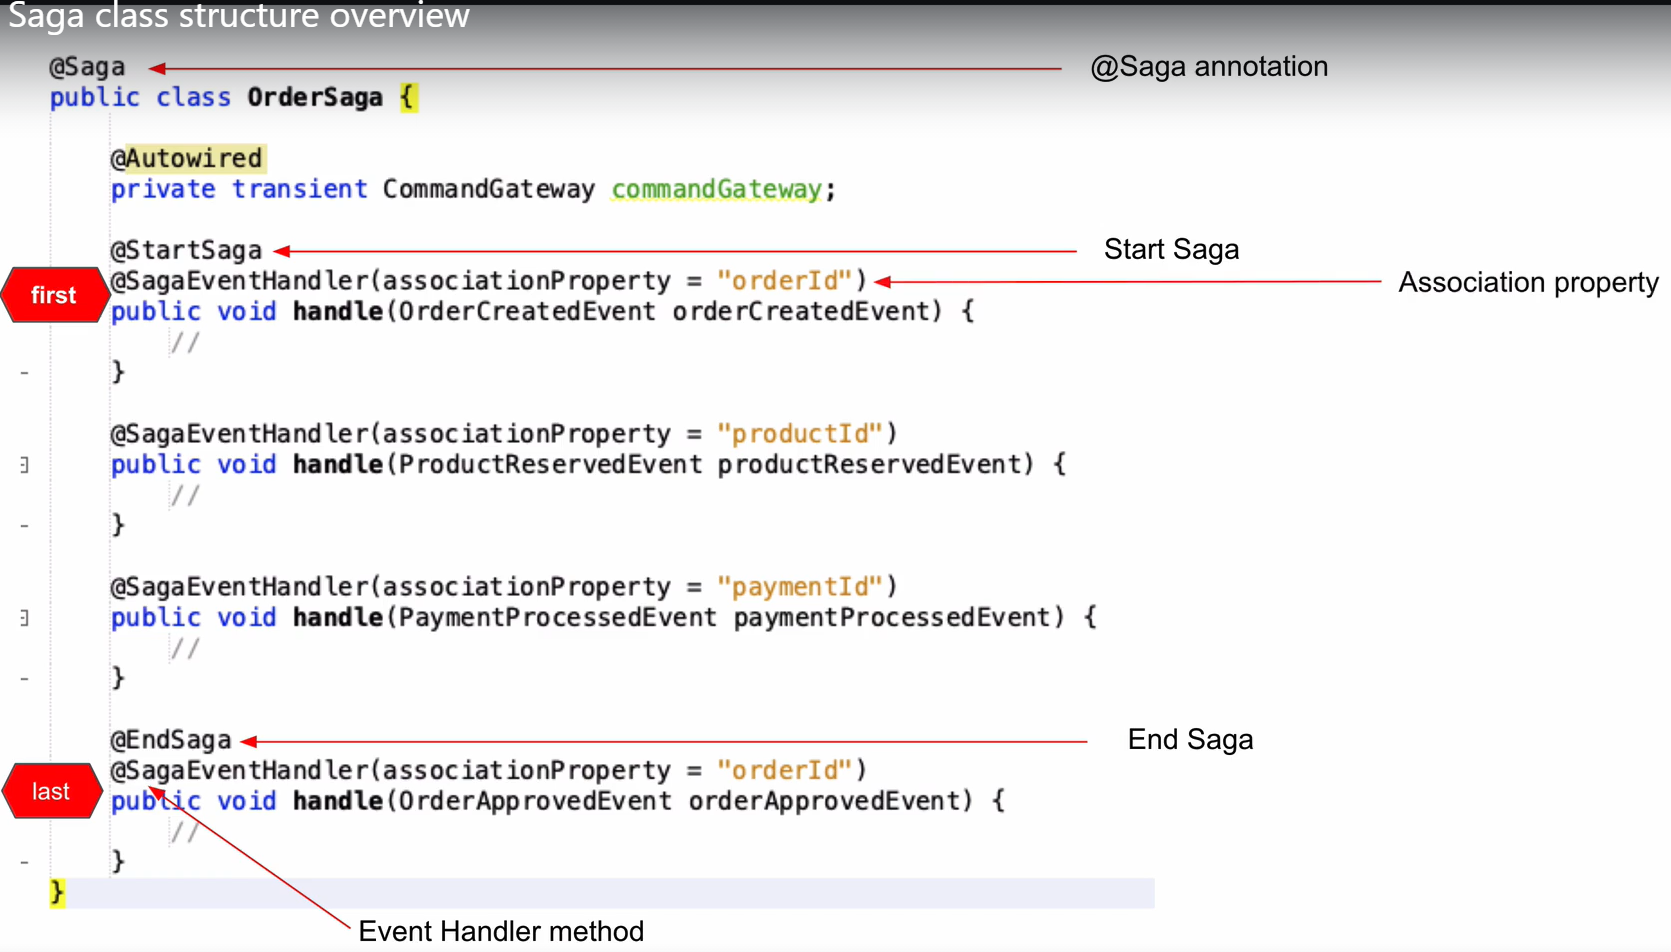 Saga class structure overview
@Saga
@Saga annotation
public class OrderSaga {
@Autowired
private transient CommandGateway commandGateway;
@StartSaga
Start Saga
first
@SagaEventHandler(associationProperty = "orderId")
Association property
public void handle(OrderCreatedEvent orderCreatedEvent) {
//
}
@SagaEventHandler(associationProperty = "productId")
public void handle(ProductReservedEvent productReservedEvent) {
//
}
@SagaEventHandler(associationProperty = "paymentId")
public void handle(PaymentProcessedEvent paymentProcessedEvent) {
//
}
@EndSaga
End Saga
last
@SagaEventHandler(associationProperty = "orderId")
public void handle(OrderApprovedEvent orderApprovedEvent) {
//
}
}
Event Handler method